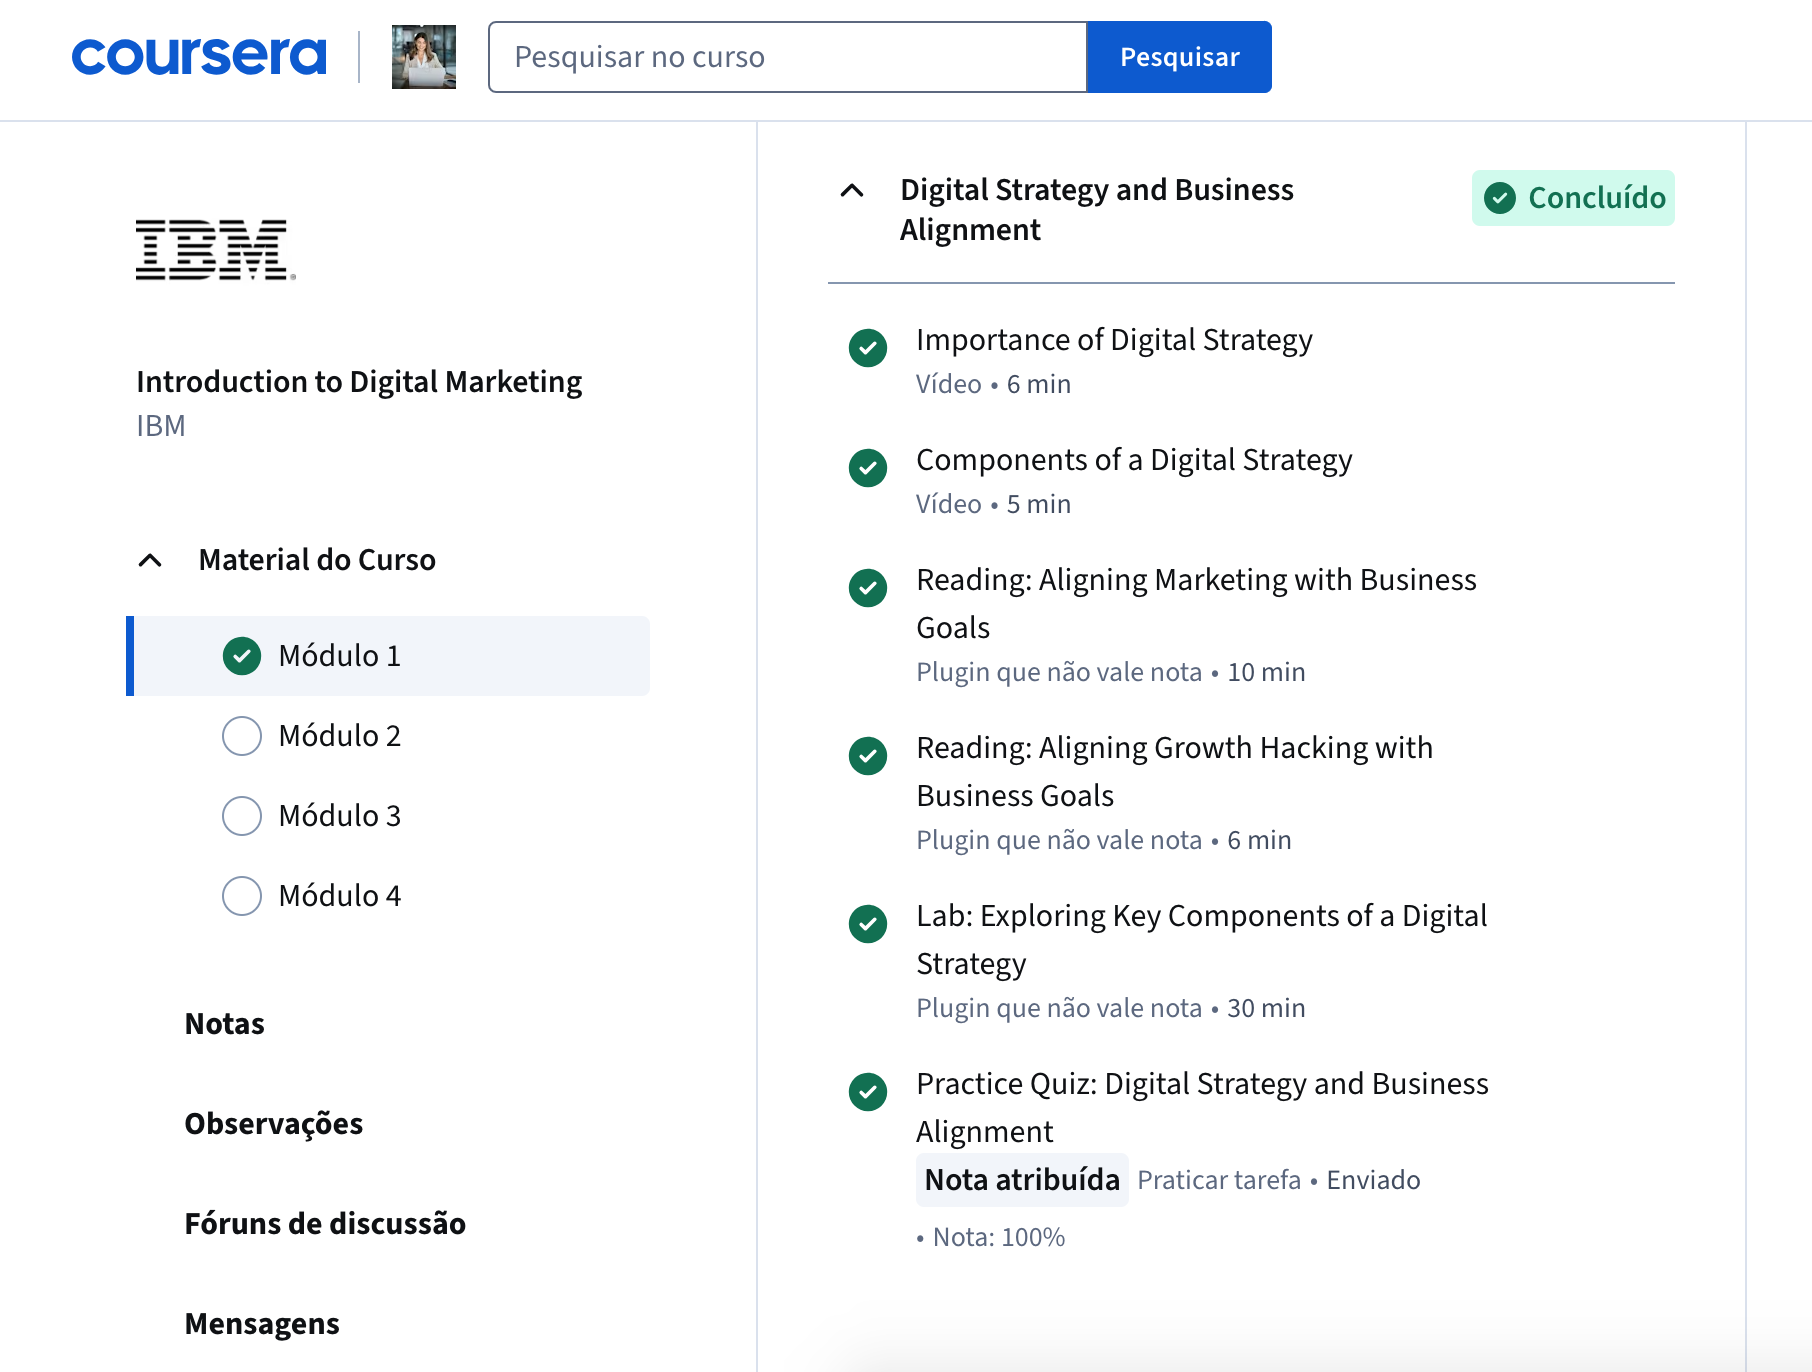 coursera
Pesquisar no curso
Pesquisar
IBM
Introduction to Digital Marketing
IBM
Material do Curso
Módulo 1
Módulo 2
Módulo 3
Módulo 4
Notas
Observações
Fóruns de discussão
Mensagens
Digital Strategy and Business
Alignment
Concluído
Importance of Digital Strategy
Vídeo • 6 min
Components of a Digital Strategy
Vídeo • 5 min
Reading: Aligning Marketing with Business
Goals
Plugin que não vale nota • 10 min
Reading: Aligning Growth Hacking with
Business Goals
Plugin que não vale nota • 6 min
Lab: Exploring Key Components of a Digital
Strategy
Plugin que não vale nota • 30 min
Practice Quiz: Digital Strategy and Business
Alignment
Nota atribuída Praticar tarefa • Enviado
• Nota: 100%